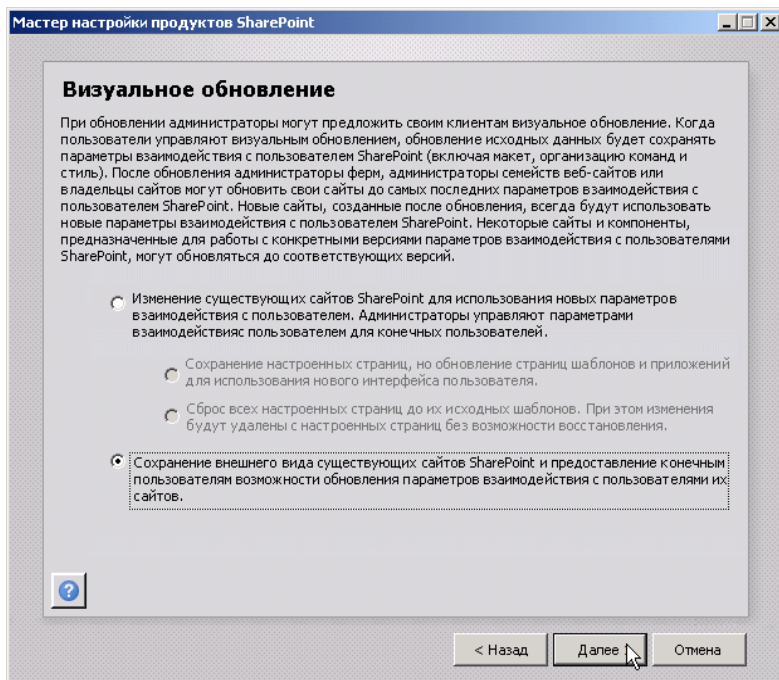 Мастер настройки продуктов SharePoint
Визуальное обновление
При обновлении администраторы могут предложить своим клиентам визуальное обновление. Когда
пользователи управляют визуальным обновлением, обновление исходных данных будет сохранять
параметры взаимодействия с пользователем SharePoint (включая макет, организацию команд и
стиль). После обновления администраторы ферм, администраторы семейств веб-сайтов или
владельцы сайтов могут обновить свои сайты до самых последних параметров взаимодействия с
пользователем SharePoint. Новые сайты, созданные после обновления, всегда будут использовать
новые параметры взаимодействия с пользователем SharePoint. Некоторые сайты и компоненты,
предназначенные для работы с конкретными версиями параметров взаимодействия с пользователями
SharePoint, могут обновляться до соответствующих версий.
Изменение существующих сайтов SharePoint для использования новых параметров
взаимодействия с пользователем. Администраторы управляют параметрами
взаимодействияс пользователем для конечных пользователей.
Сохранение настроенных страниц, но обновление страниц шаблонов и приложений
для использования нового интерфейса пользователя.
Сброс всех настроенных страниц до их исходных шаблонов. При этом изменения
будут удалены с настроенных страниц без возможности восстановления.
Сохранение внешнего вида существующих сайтов SharePoint и предоставление конечным
пользователям возможности обновления параметров взаимодействия с пользователями их
сайтов.
?
< Назад
Далее >
Отмена